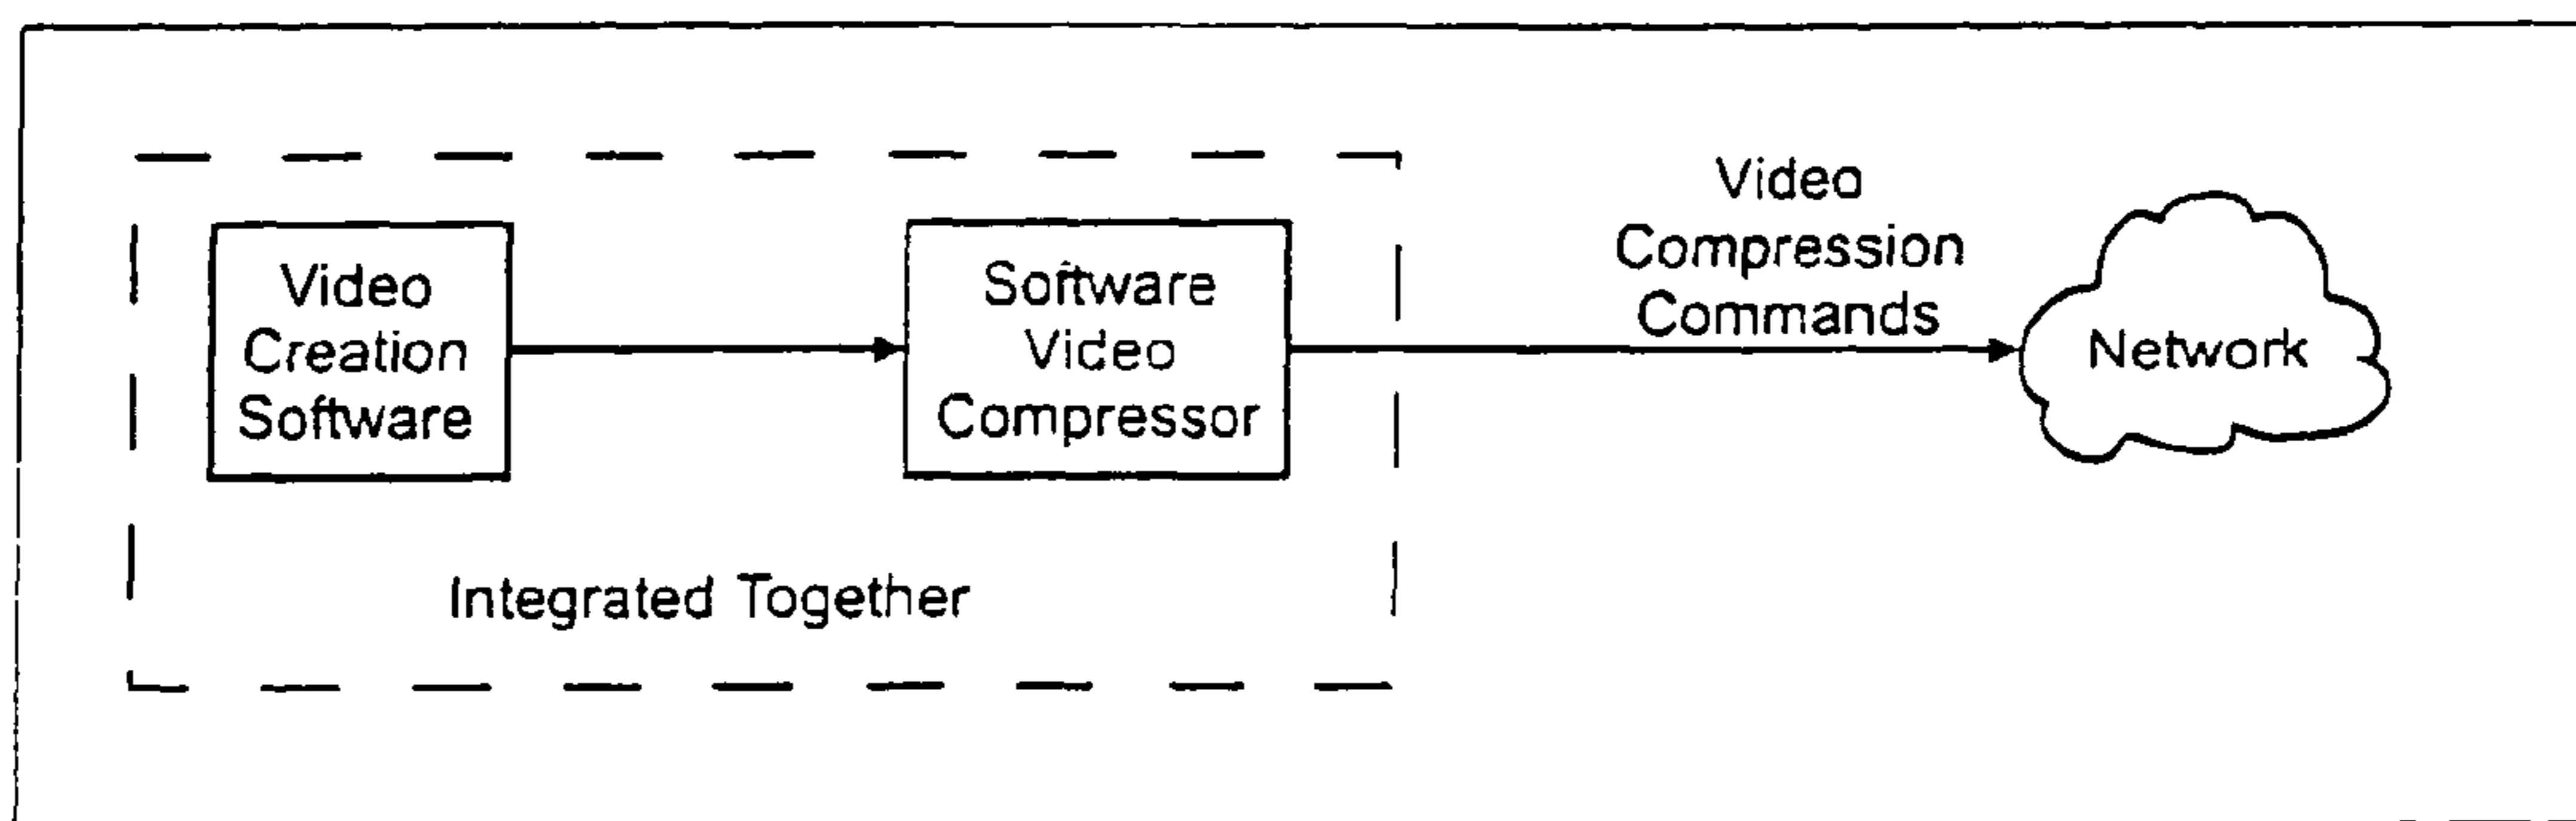 Video
Creation
Software
Software
Video
Compressor
Video
Compression
Commands
Network
Integrated Together